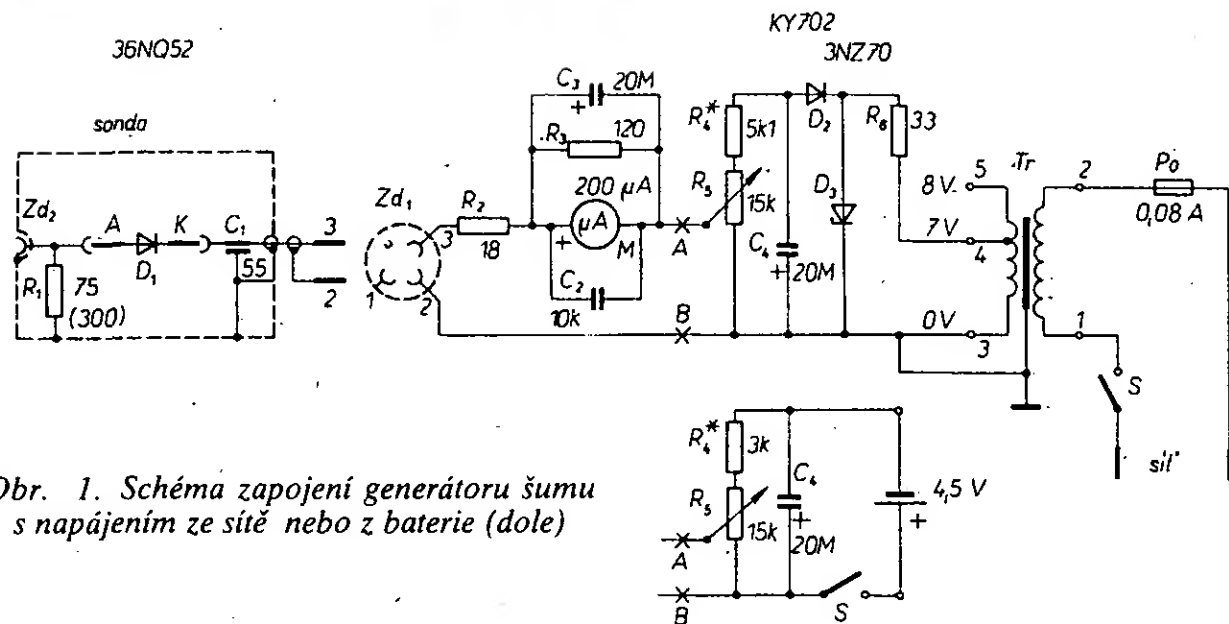 KY702
3NZ70
36NQ52
sonda
Zd₂
A
K
C₁
3
55
R₁
75
(300)
D₁
2
Zd₁
3
1
2
R₂
18
C₃
20M
+
R₃
120
200 µA
µA
+
M
C₂
10k
A
B
R₄*
5k1
R₅
15k
C₄
+
20M
D₂
D₃
R₆
33
5
8V
7V
4
0V
3
Tr
2
1
Po
0,08 A
S
síť
R₄*
3k
R₅
15k
C₄
+
20M
4,5 V
+
A
B
S
Obr. 1. Schéma zapojení generátoru šumu
s napájením ze sítě nebo z baterie (dole)